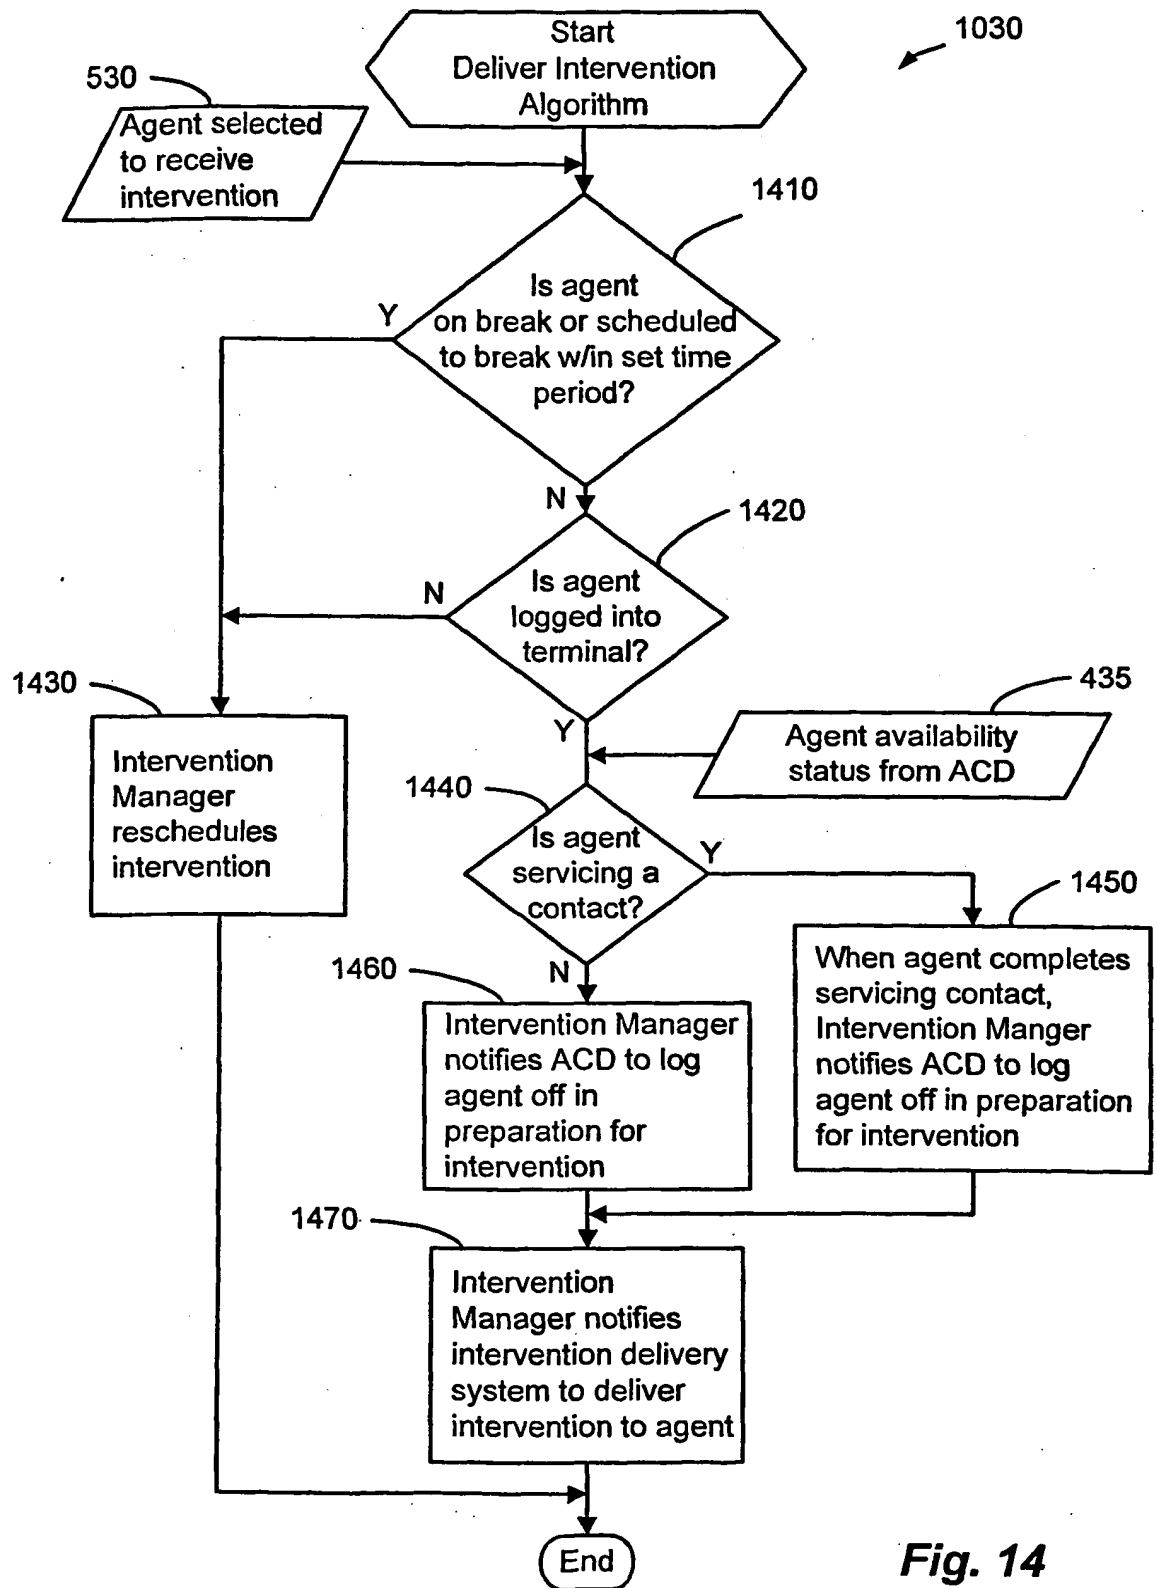 Start
Deliver Intervention
Algorithm
1030
530
Agent selected
to receive
intervention
1410
Is agent
on break or scheduled
to break w/in set time
period?
Y
N
1420
Is agent
logged into
terminal?
N
Y
1430
Intervention
Manager
reschedules
intervention
435
Agent availability
status from ACD
1440
Is agent
servicing a
contact?
Y
N
1450
When agent completes
servicing contact,
Intervention Manger
notifies ACD to log
agent off in preparation
for intervention
1460
Intervention Manager
notifies ACD to log
agent off in
preparation for
intervention
1470
Intervention
Manager notifies
intervention delivery
system to deliver
intervention to agent
End
Fig. 14